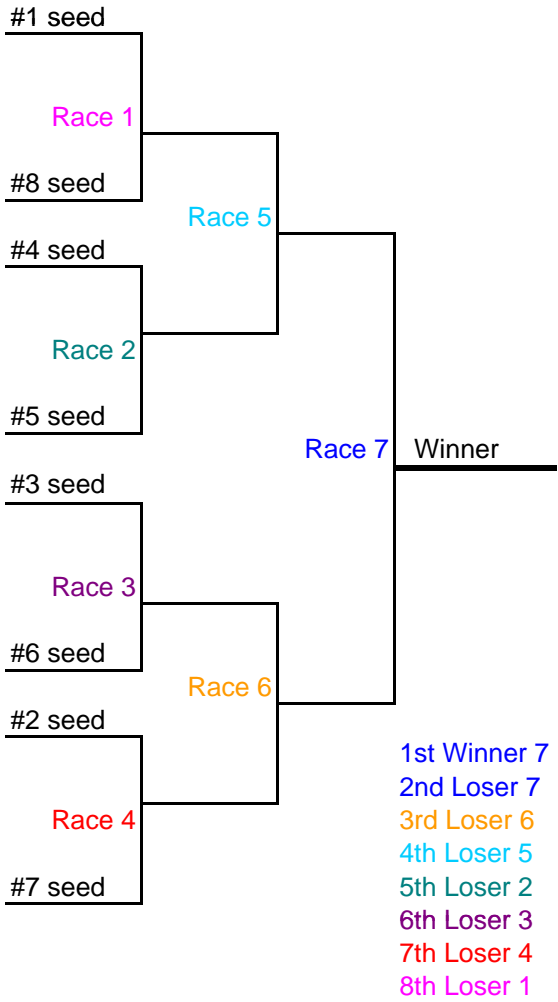 #1 seed
Race 1
#8 seed
Race 5
#4 seed
Race 2
#5 seed
Race 7 Winner
#3 seed
Race 3
#6 seed
Race 6
#2 seed
Race 4
#7 seed
1st Winner 7
2nd Loser 7
3rd Loser 6
4th Loser 5
5th Loser 2
6th Loser 3
7th Loser 4
8th Loser 1